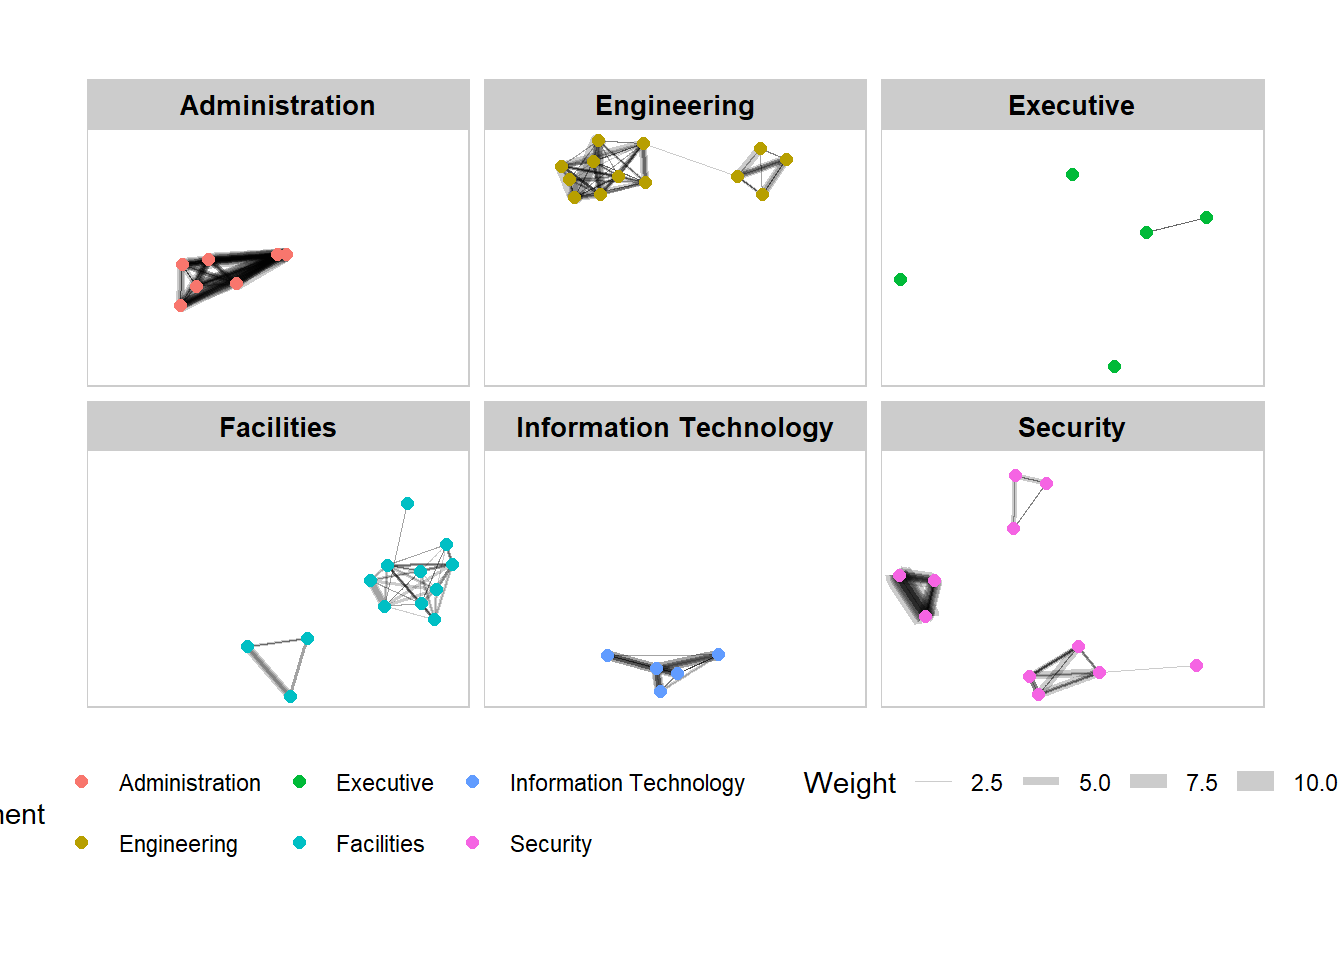 Administration
Engineering
Executive
Facilities
Information Technology
Security
Administration
Executive
Information Technology
Weight
2.5
5.0
7.5
10.0
Engineering
Facilities
Security